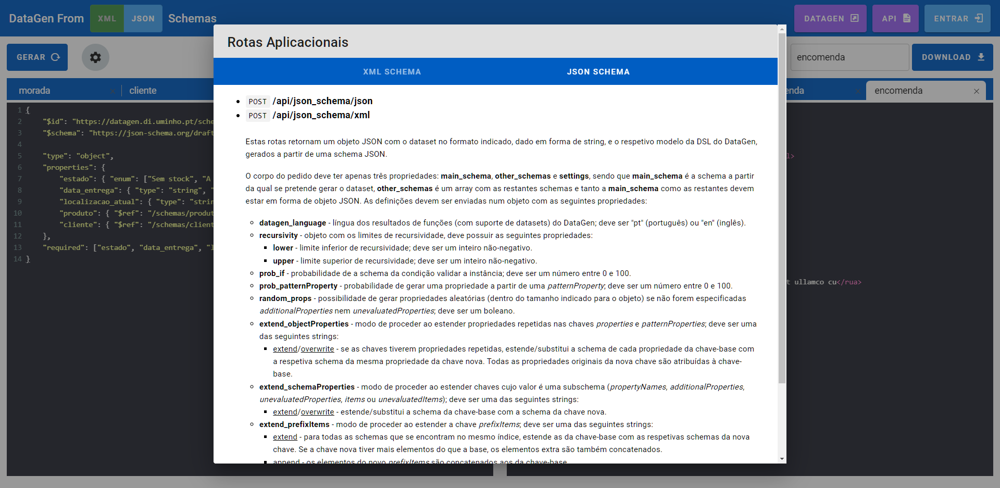 DataGen From XML JSON Schemas DATAGEN API ENTRAR
GERAR encomenda DOWNLOAD
morada cliente enda encomenda
1 {
2 "$id": "https://datagen.di.uminho.pt/sche
3 "$schema": "https://json-schema.org/draft
4
5 "type": "object",
6 "properties": {
7 "estado": { "enum": ["Sem stock", "A
8 "data_entrega": { "type": "string", "
9 "localizacao_atual": { "type": "strin
10 "produto": { "$ref": "/schemas/produt
11 "cliente": { "$ref": "/schemas/client
12 },
13 "required": ["estado", "data_entrega", "l
14 }
Rotas Aplicacionais
XML SCHEMA JSON SCHEMA
• POST /api/json_schema/json
• POST /api/json_schema/xml
Estas rotas retornam um objeto JSON com o dataset no formato indicado, dado em forma de string, e o respetivo modelo da DSL do DataGen,
gerados a partir de uma schema JSON.
O corpo do pedido deve ter apenas três propriedades: main_schema, other_schemas e settings, sendo que main_schema é a schema a partir
da qual se pretende gerar o dataset, other_schemas é um array com as restantes schemas e tanto a main_schema como as restantes devem
estar em forma de objeto JSON. As definições devem ser enviadas num objeto com as seguintes propriedades:
◦ datagen_language - língua dos resultados de funções (com suporte de datasets) do DataGen; deve ser "pt" (português) ou "en" (inglês).
◦ recursivity - objeto com os limites de recursividade, deve possuir as seguintes propriedades:
▪ lower - limite inferior de recursividade; deve ser um inteiro não-negativo.
▪ upper - limite superior de recursividade; deve ser um inteiro não-negativo.
◦ prob_if - probabilidade de a schema da condição validar a instância; deve ser um número entre 0 e 100.
◦ prob_patternProperty - probabilidade de gerar uma propriedade a partir de uma patternProperty; deve ser um número entre 0 e 100.
◦ random_props - possibilidade de gerar propriedades aleatórias (dentro do tamanho indicado para o objeto) se não forem especificadas
additionalProperties nem unevaluatedProperties; deve ser um boleano.
◦ extend_objectProperties - modo de proceder ao estender propriedades repetidas nas chaves properties e patternProperties; deve ser uma
das seguintes strings:
▪ extend/overwrite - se as chaves tiverem propriedades repetidas, estende/substitui a schema de cada propriedade da chave-base com
a respetiva schema da mesma propriedade da chave nova. Todas as propriedades originais da nova chave são atribuídas à chave-
base.
◦ extend_schemaProperties - modo de proceder ao estender chaves cujo valor é uma subschema (propertyNames, additionalProperties,
unevaluatedProperties, items ou unevaluatedItems); deve ser uma das seguintes strings:
▪ extend/overwrite - estende/substitui a schema da chave-base com a schema da chave nova.
◦ extend_prefixItems - modo de proceder ao estender a chave prefixItems; deve ser uma das seguintes strings:
▪ extend - para todas as schemas que se encontram no mesmo índice, estende as da chave-base com as respetivas schemas da nova
chave. Se a chave nova tiver mais elementos do que a base, os elementos extra são também concatenados.
▪ append - os elementos do novo prefixItems são concatenados aos da chave-base.
l>
t ullamco cu</rua>